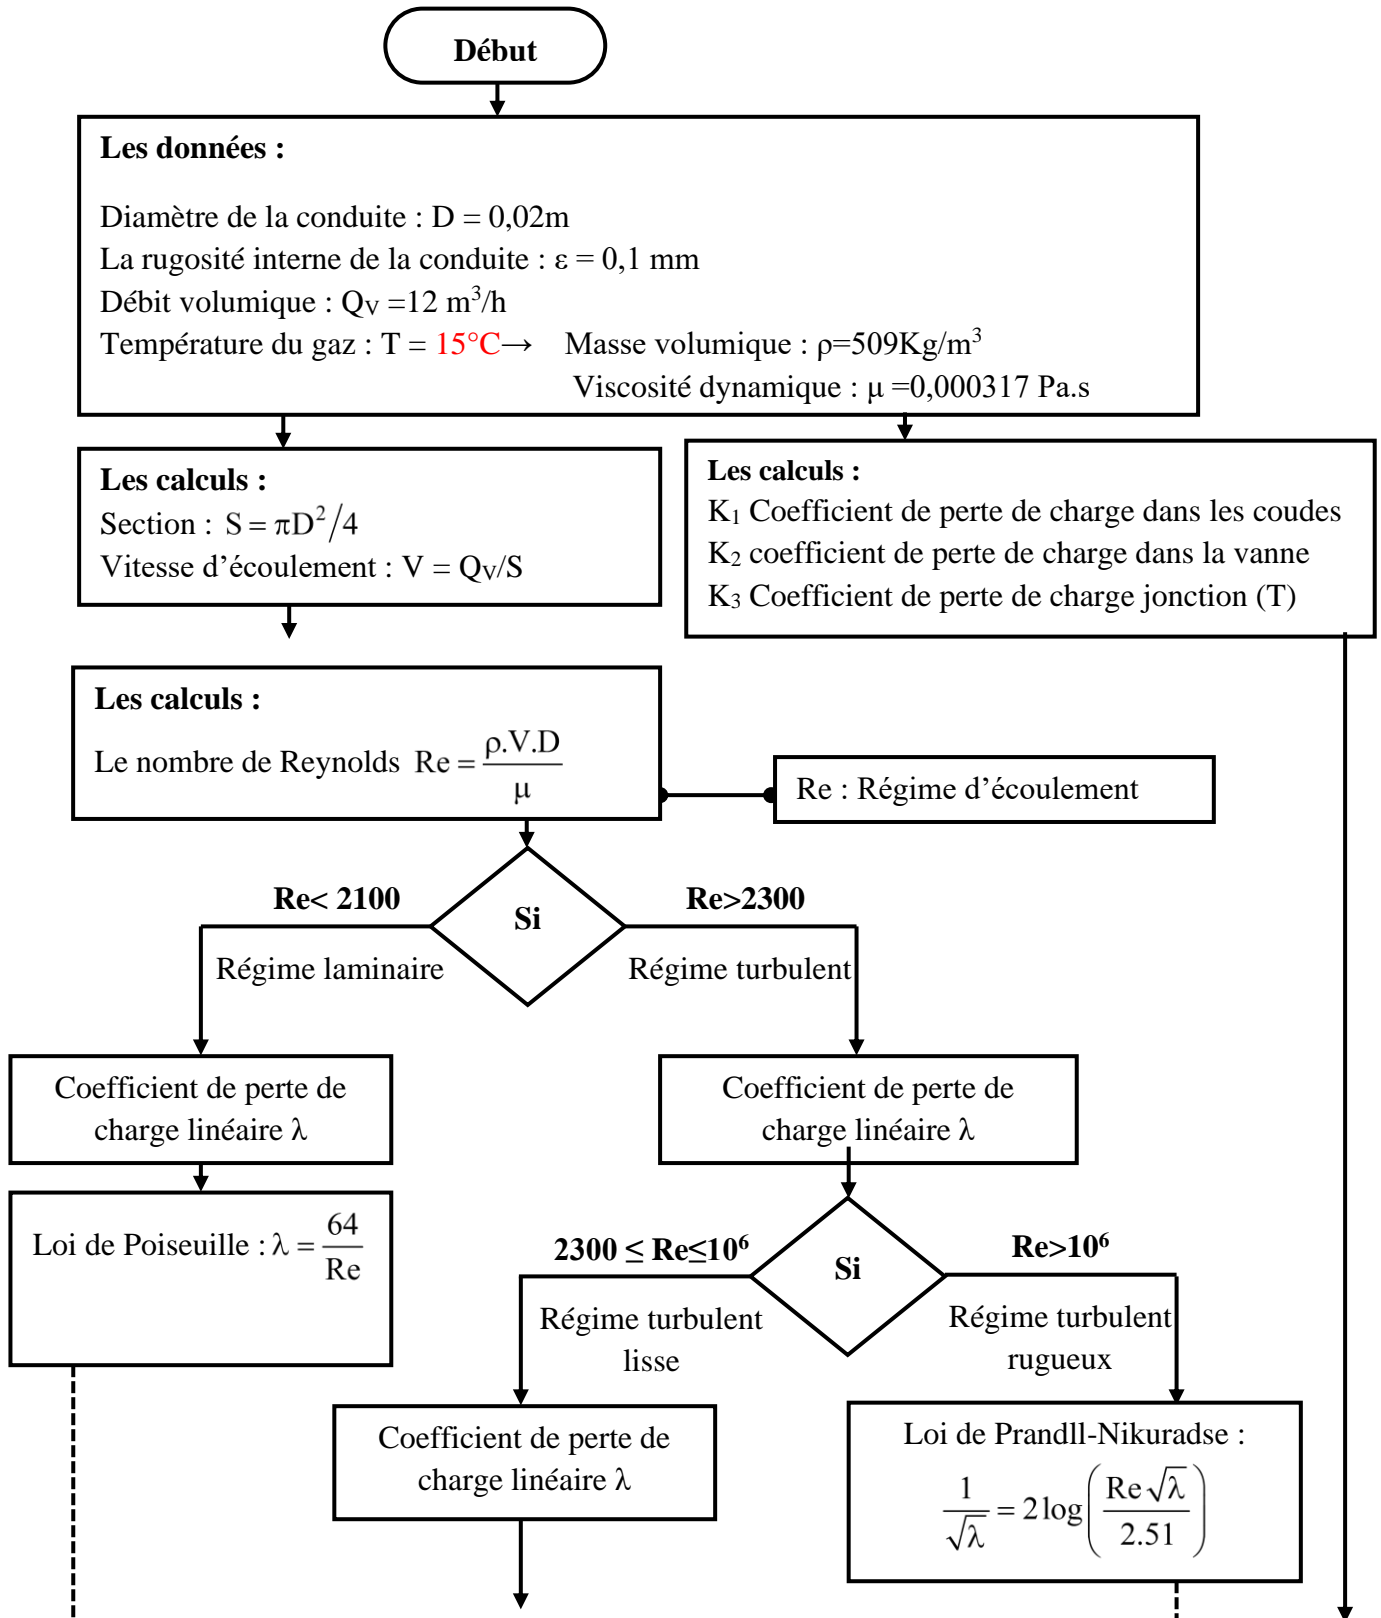 Début
Les données :
Diamètre de la conduite : D = 0,02m
La rugosité interne de la conduite : ε = 0,1 mm
Débit volumique : Qv =12 m³/h
Température du gaz : T = 15°C→ Masse volumique : ρ=509Kg/m³
Viscosité dynamique : μ =0,000317 Pa.s
Les calculs :
Section : S = πD²/4
Vitesse d’écoulement : V = Qv/S
Les calculs :
K₁ Coefficient de perte de charge dans les coudes
K₂ coefficient de perte de charge dans la vanne
K₃ Coefficient de perte de charge jonction (T)
Les calculs :
Le nombre de Reynolds Re = ρ.V.D / μ
Re : Régime d’écoulement
Re< 2100
Si
Re>2300
Régime laminaire
Régime turbulent
Coefficient de perte de
charge linéaire λ
Coefficient de perte de
charge linéaire λ
Loi de Poiseuille : λ = 64 / Re
2300 ≤ Re≤10⁶
Si
Re>10⁶
Régime turbulent
lisse
Régime turbulent
rugueux
Coefficient de perte de
charge linéaire λ
Loi de Prandll-Nikuradse :
1/√λ = 2 log(Re √λ / 2.51)